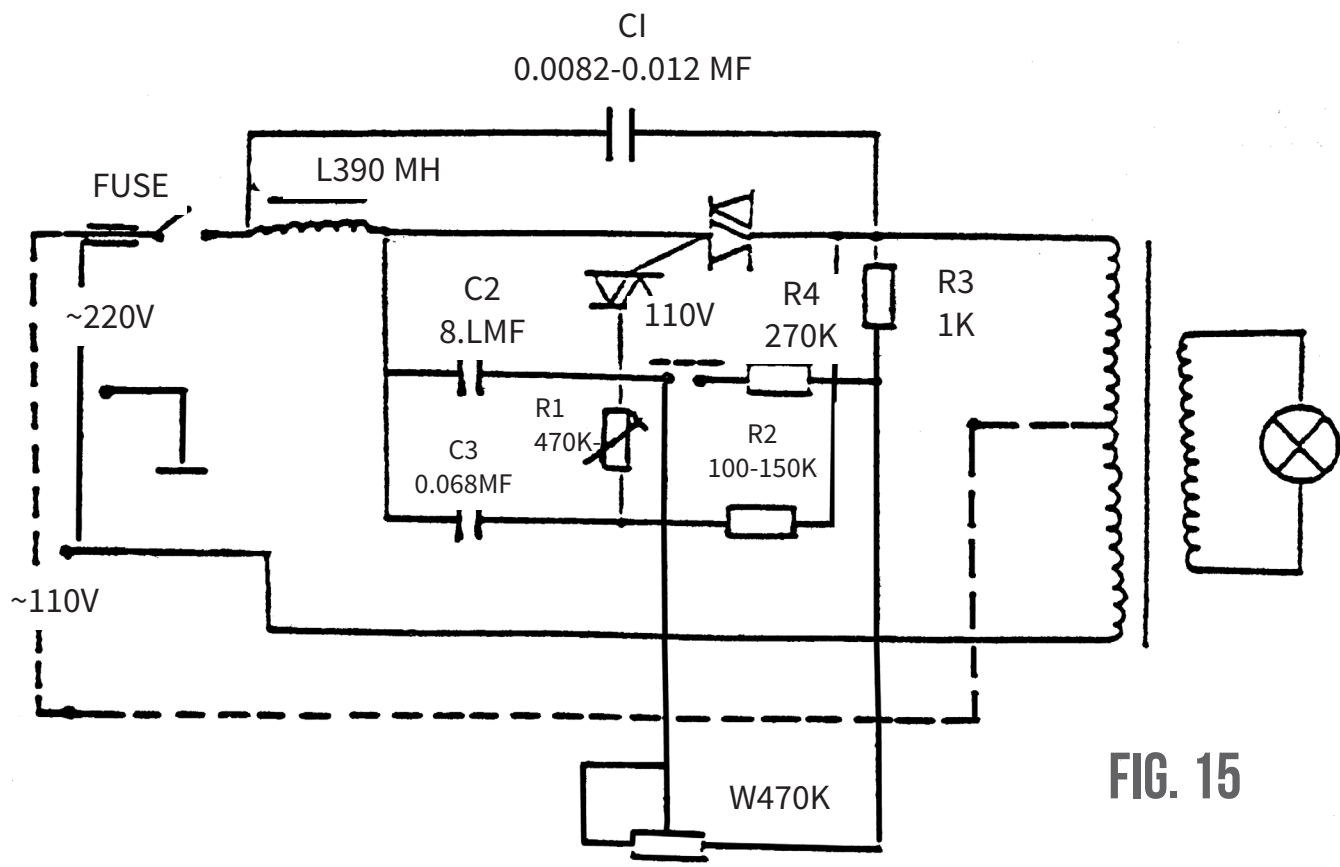 CI
0.0082-0.012 MF
FUSE
L390 MH
~220V
C2
8.LMF
110V
R4
270K
R3
1K
R1
470K-
C3
0.068MF
R2
100-150K
~110V
W470K
FIG. 15